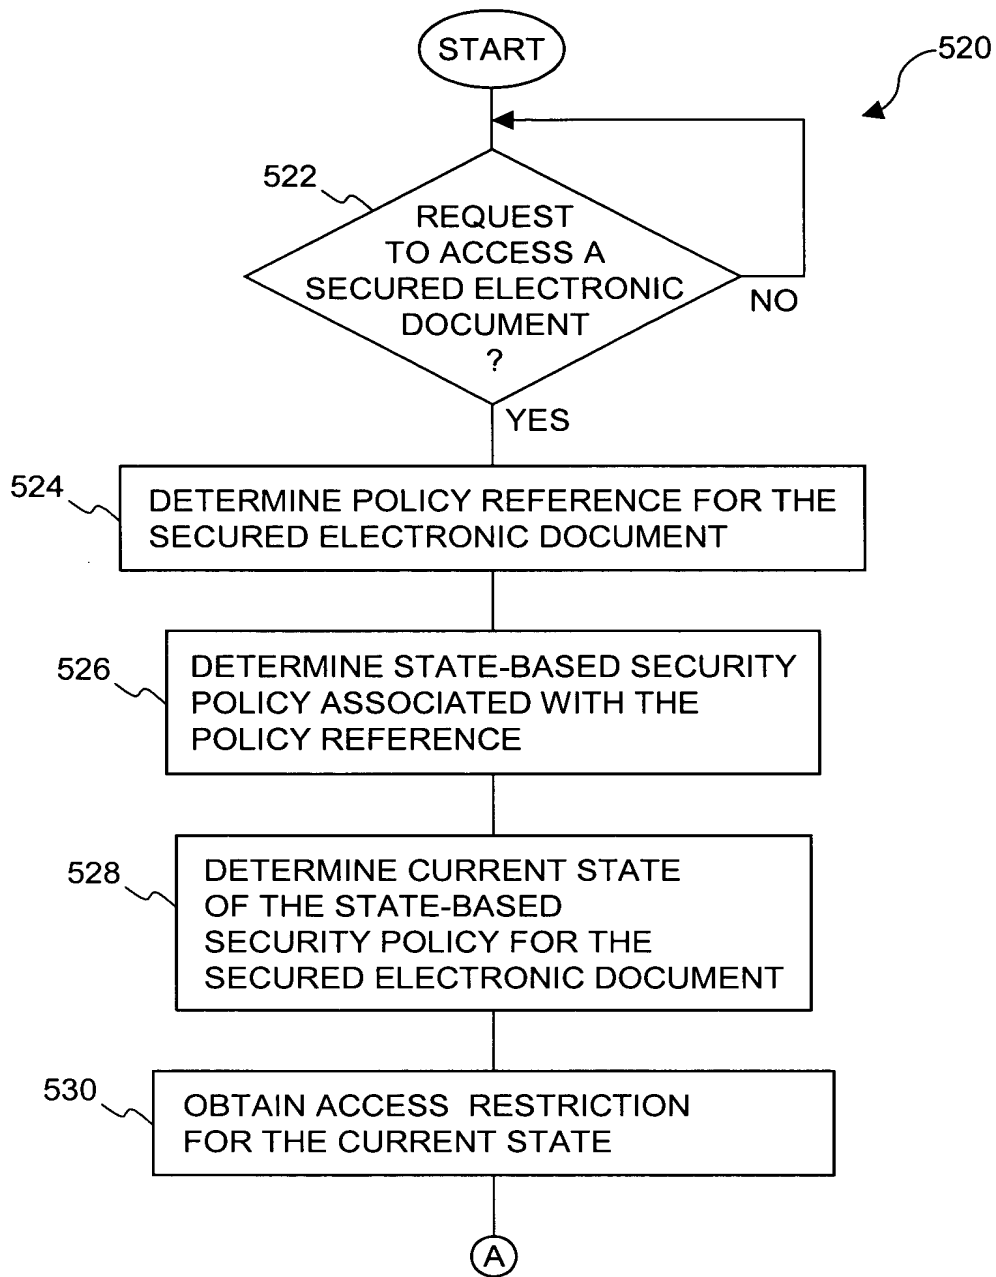 START
520
522
REQUEST
TO ACCESS A
SECURED ELECTRONIC
DOCUMENT
?
NO
YES
524
DETERMINE POLICY REFERENCE FOR THE
SECURED ELECTRONIC DOCUMENT
526
DETERMINE STATE-BASED SECURITY
POLICY ASSOCIATED WITH THE
POLICY REFERENCE
528
DETERMINE CURRENT STATE
OF THE STATE-BASED
SECURITY POLICY FOR THE
SECURED ELECTRONIC DOCUMENT
530
OBTAIN ACCESS RESTRICTION
FOR THE CURRENT STATE
A